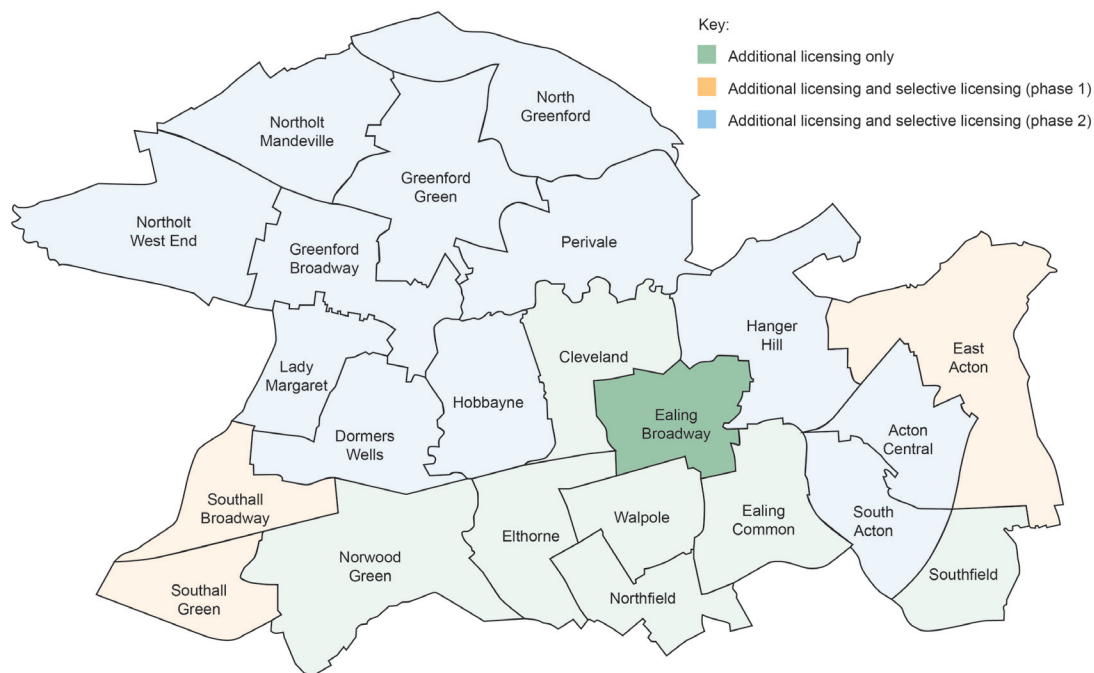 Key:
Additional licensing only
Additional licensing and selective licensing (phase 1)
Additional licensing and selective licensing (phase 2)
North
Greenford
Northolt
Mandeville
Greenford
Green
Northolt
West End
Greenford
Broadway
Perivale
Hanger
Hill
Cleveland
East
Acton
Lady
Margaret
Hobbayne
Ealing
Broadway
Dormers
Wells
Acton
Central
Southall
Broadway
Walpole
Ealing
Common
South
Acton
Elthorne
Norwood
Green
Southfield
Southall
Green
Northfield